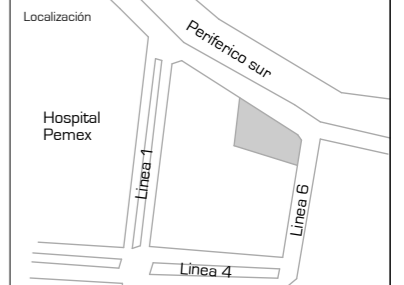 Localización
Periferico sur
Hospital
Pemex
Linea 1
Linea 6
Linea 4